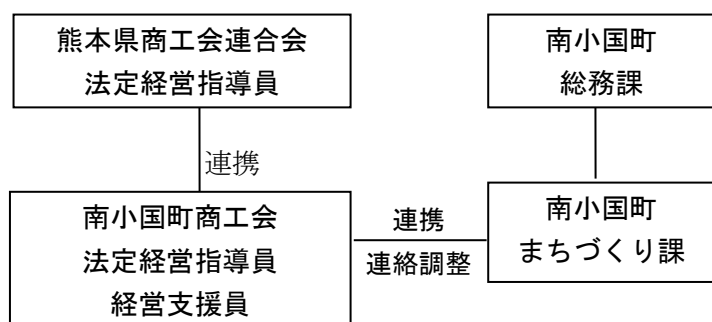 熊本県商工会連合会
法定経営指導員
南小国町
総務課
連携
南小国町商工会
法定経営指導員
経営支援員
連携
連絡調整
南小国町
まちづくり課